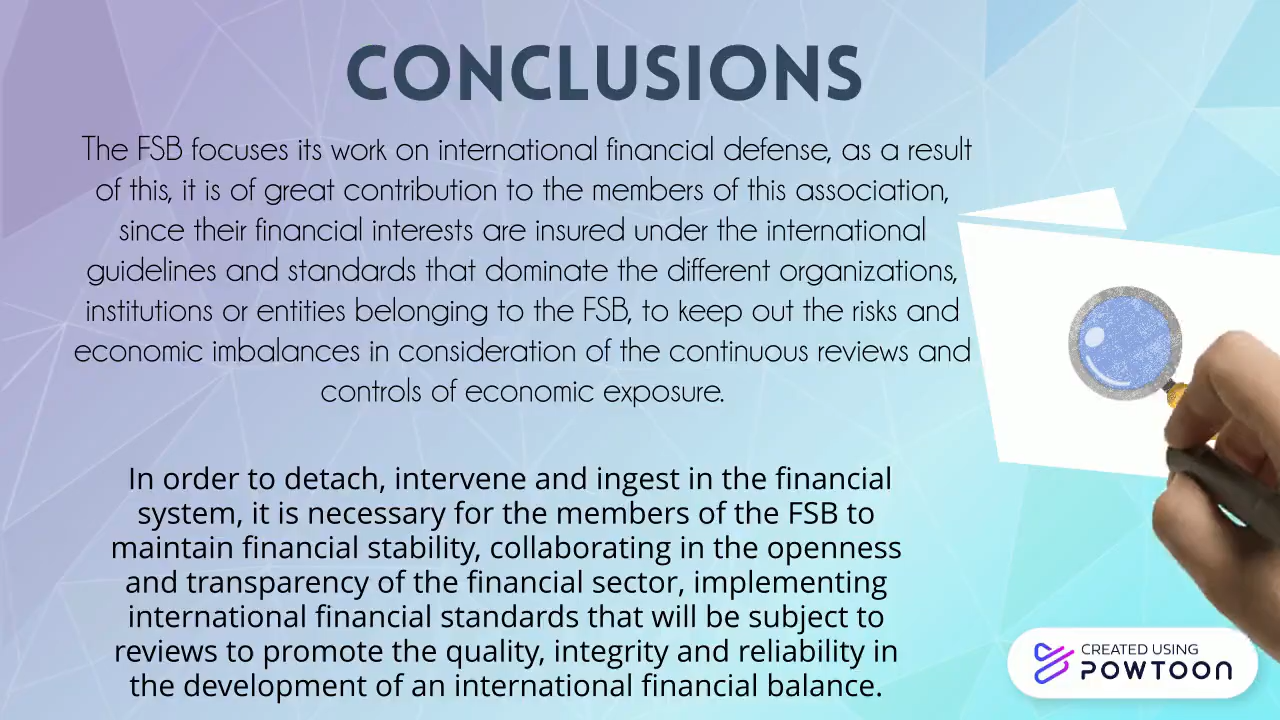 CONCLUSIONS
The FSB focuses its work on international financial defense, as a result
of this, it is of great contribution to the members of this association,
since their financial interests are insured under the international
guidelines and standards that dominate the different organizations,
institutions or entities belonging to the FSB, to keep out the risks and
economic imbalances in consideration of the continuous reviews and
controls of economic exposure.
In order to detach, intervene and ingest in the financial
system, it is necessary for the members of the FSB to
maintain financial stability, collaborating in the openness
and transparency of the financial sector, implementing
international financial standards that will be subject to
reviews to promote the quality, integrity and reliability in
the development of an international financial balance.
CREATED USING
POWTOON